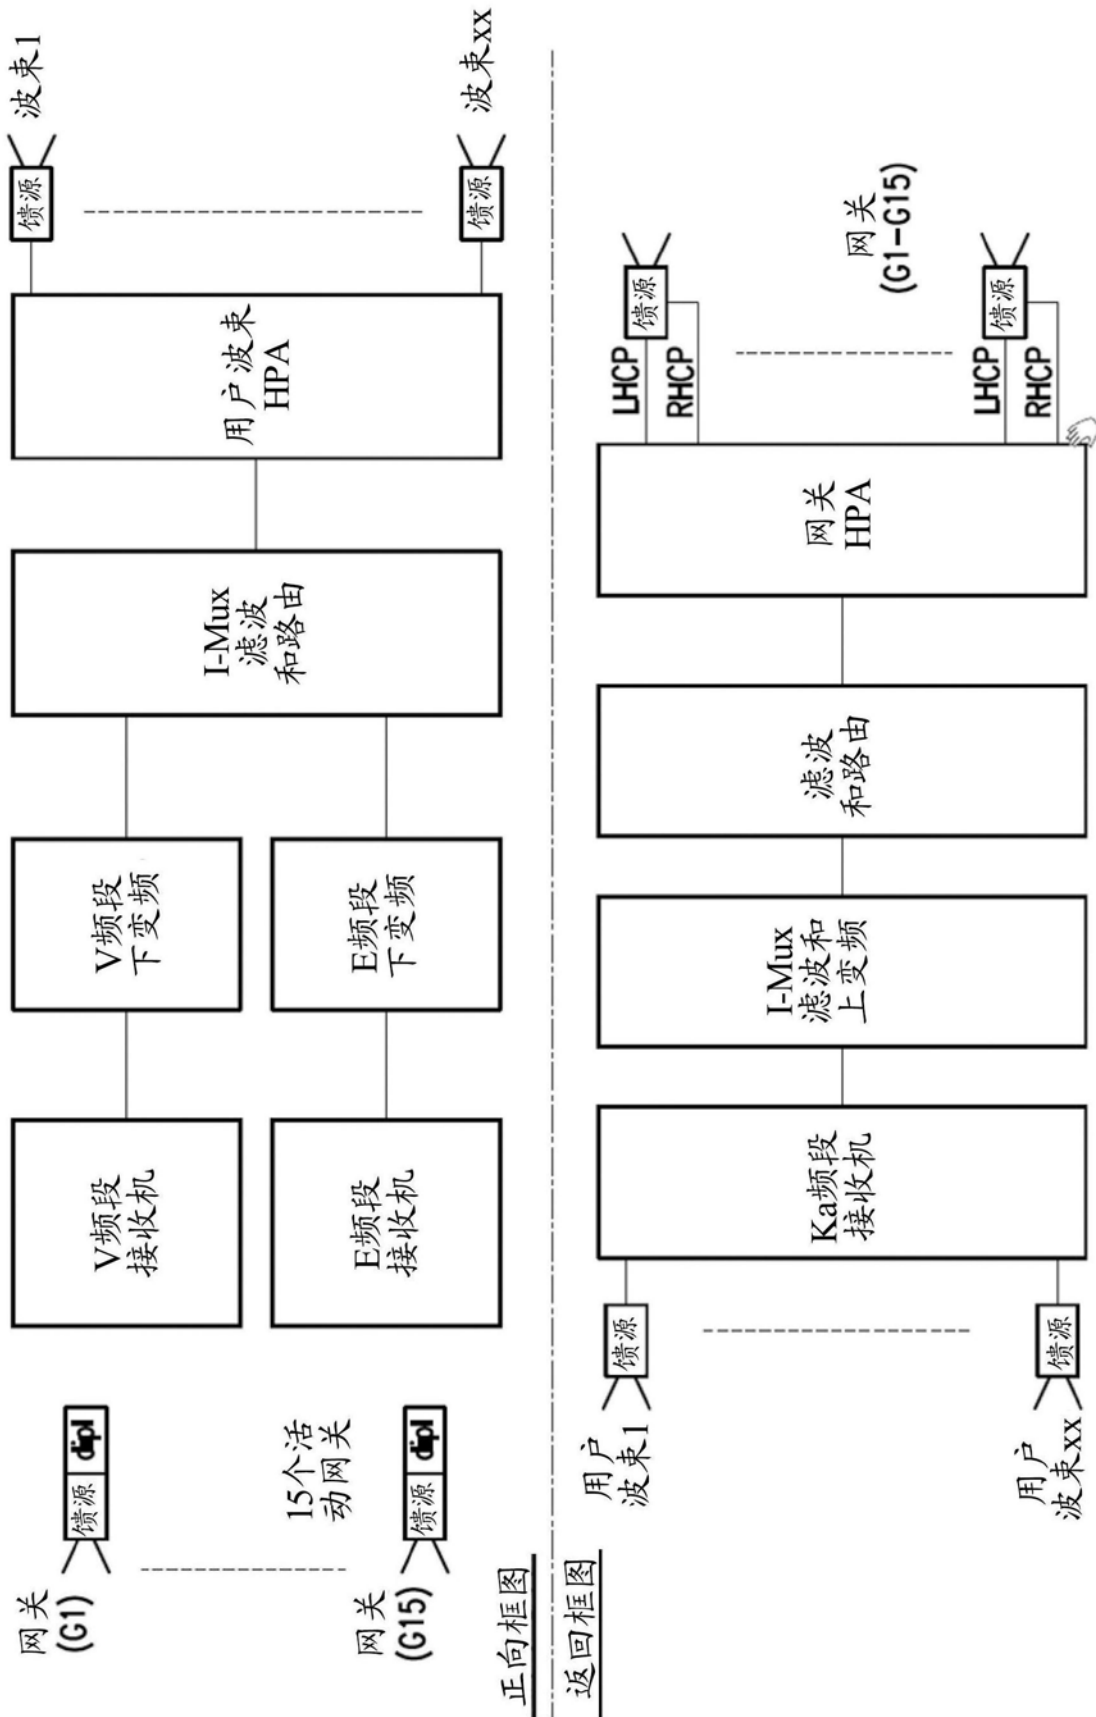 网关
(G1)
馈源
dipl
15个活
动网关
网关
(G15)
馈源
dipl
V频段
接收机
E频段
接收机
V频段
下变频
E频段
下变频
I-Mux
滤波
和路由
用户波束
HPA
馈源
波束1
馈源
波束xx
正向框图
返回框图
用户
波束1
馈源
用户
波束xx
馈源
Ka频段
接收机
I-Mux
滤波和
上变频
滤波
和路由
网关
HPA
LHCP
RHCP
馈源
网关
(G1-G15)
LHCP
RHCP
馈源